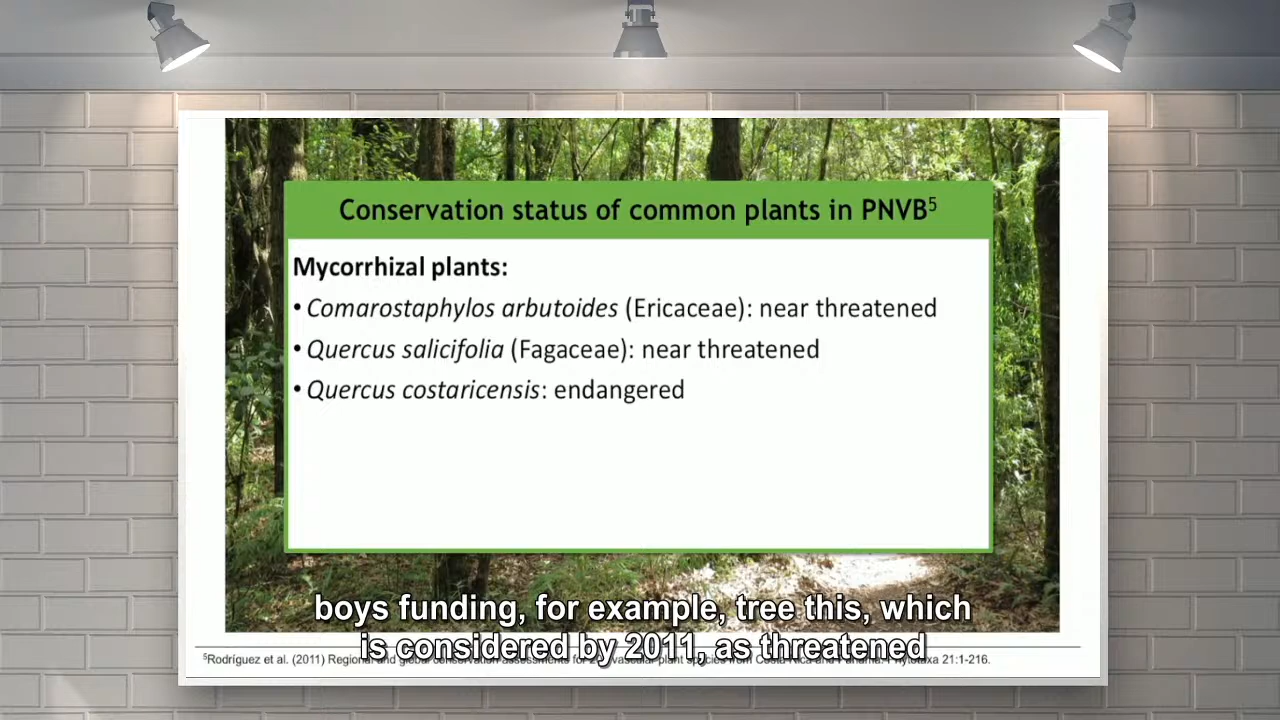 Conservation status of common plants in PNVB⁵
Mycorrhizal plants:
• Comarostaphylos arbutoides (Ericaceae): near threatened
• Quercus salicifolia (Fagaceae): near threatened
• Quercus costaricensis: endangered
boys funding, for example, tree this, which
is considered by 2011, as threatened
⁵Rodríguez et al. (2011) Regional and global conservation assessments for vascular plant species from Costa Rica and Panama. Phytotaxa 21:1-216.